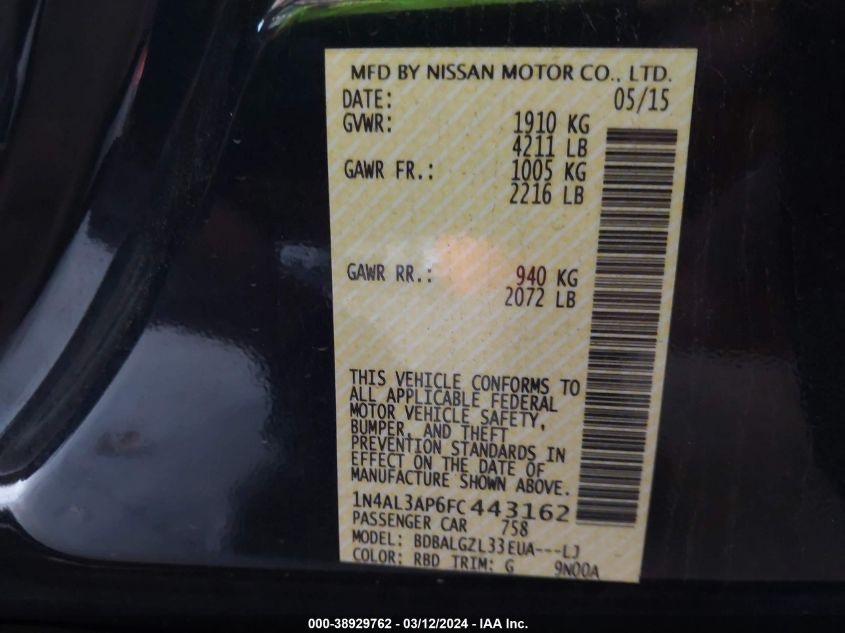 MFD BY NISSAN MOTOR CO., LTD.
DATE: 05/15
GVWR: 1910 KG
4211 LB
GAWR FR.: 1005 KG
2216 LB
GAWR RR.: 940 KG
2072 LB
THIS VEHICLE CONFORMS TO
ALL APPLICABLE FEDERAL
MOTOR VEHICLE SAFETY,
BUMPER, AND THEFT
PREVENTION STANDARDS IN
EFFECT ON THE DATE OF
MANUFACTURE SHOWN ABOVE.
1N4AL3AP6FC443162
PASSENGER CAR 758
MODEL: BDBALGZL33EUA---LJ
COLOR: RBD TRIM: G 9N00A
000-38929762 - 03/12/2024 - IAA Inc.